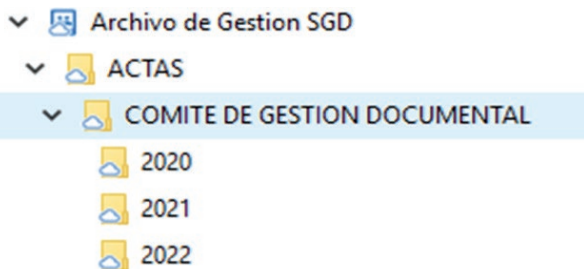 Archivo de Gestion SGD
ACTAS
COMITE DE GESTION DOCUMENTAL
2020
2021
2022